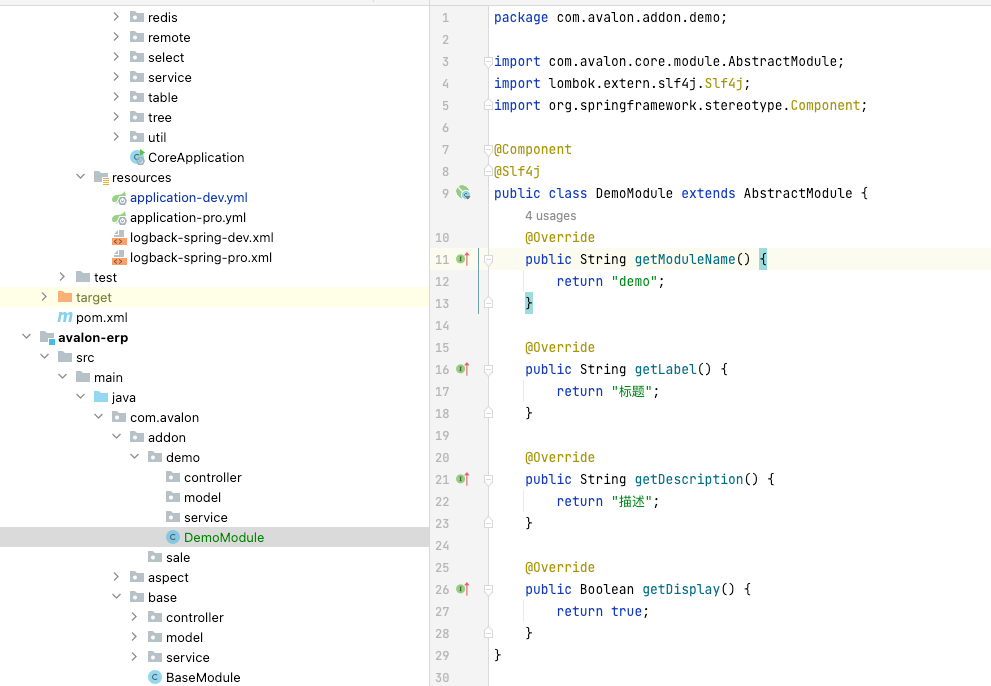 redis
remote
select
service
table
tree
util
CoreApplication
resources
application-dev.yml
application-pro.yml
logback-spring-dev.xml
logback-spring-pro.xml
test
target
pom.xml
avalon-erp
src
main
java
com.avalon
addon
demo
controller
model
service
DemoModule
sale
aspect
base
controller
model
service
BaseModule
1 package com.avalon.addon.demo;
2
3 import com.avalon.core.module.AbstractModule;
4 import lombok.extern.slf4j.Slf4j;
5 import org.springframework.stereotype.Component;
6
7 @Component
8 @Slf4j
9 public class DemoModule extends AbstractModule {
4 usages
10 @Override
11 public String getModuleName() {
12 return "demo";
13 }
14
15 @Override
16 public String getLabel() {
17 return "标题";
18 }
19
20 @Override
21 public String getDescription() {
22 return "描述";
23 }
24
25 @Override
26 public Boolean getDisplay() {
27 return true;
28 }
29 }
30